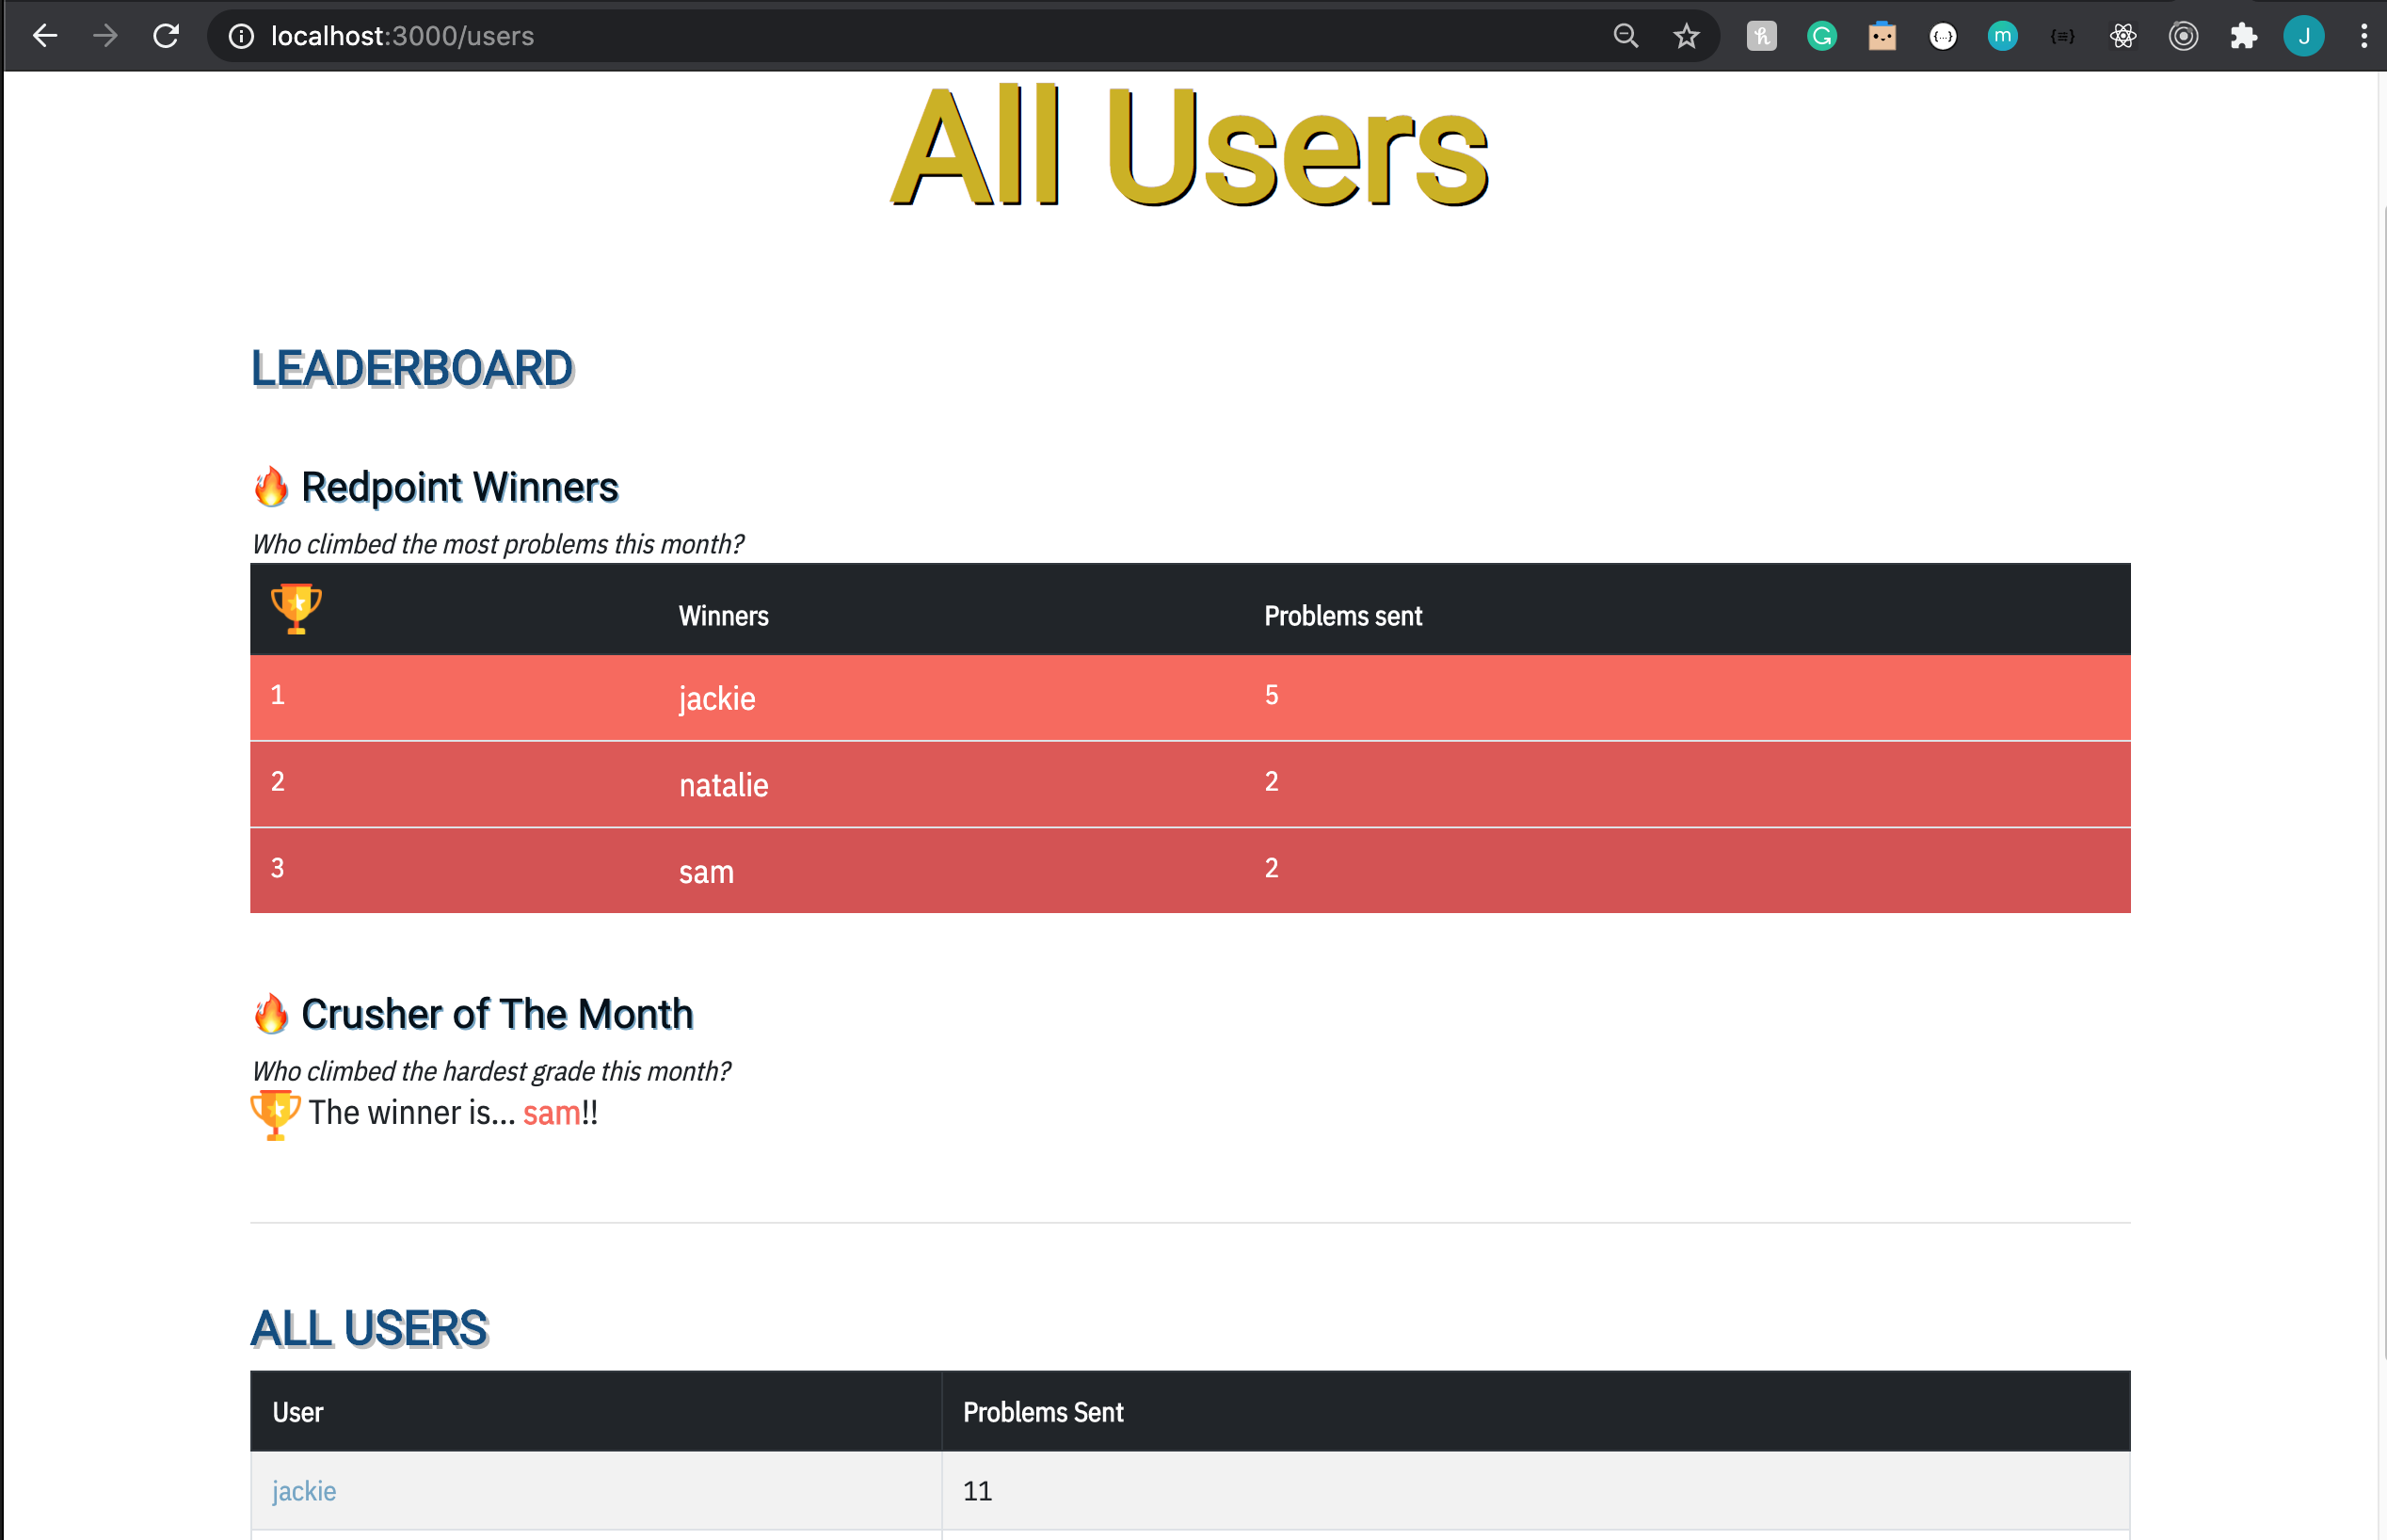 localhost:3000/users
J
All Users
LEADERBOARD
🔥 Redpoint Winners
Who climbed the most problems this month?
🏆 Winners Problems sent
1 jackie 5
2 natalie 2
3 sam 2
🔥 Crusher of The Month
Who climbed the hardest grade this month?
🏆 The winner is... sam!!
ALL USERS
User Problems Sent
jackie 11